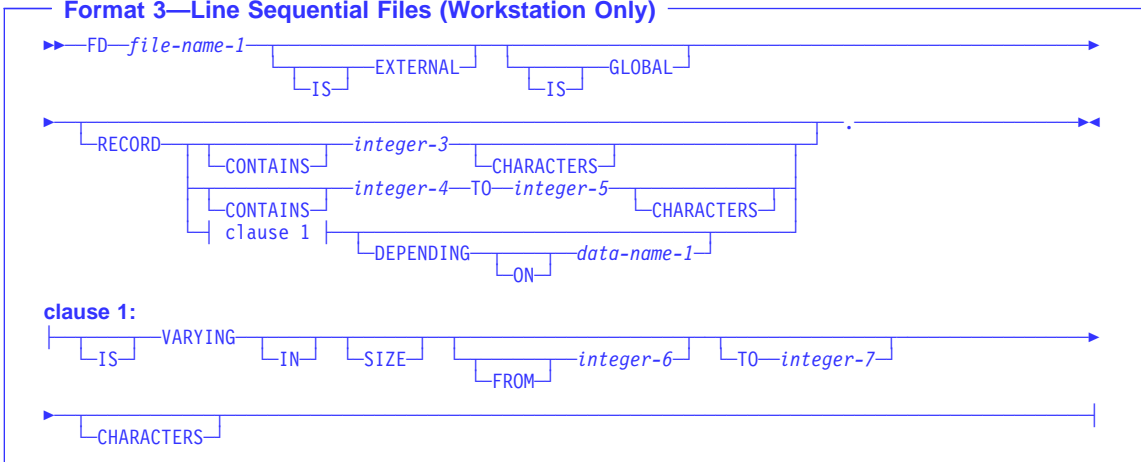 Format 3—Line Sequential Files (Workstation Only)
FD file-name-1 EXTERNAL GLOBAL
IS IS
.
RECORD integer-3
CONTAINS CHARACTERS
integer-4 TO integer-5
CONTAINS CHARACTERS
clause 1
DEPENDING data-name-1
ON
clause 1:
VARYING integer-6
IS IN SIZE FROM TO integer-7
CHARACTERS